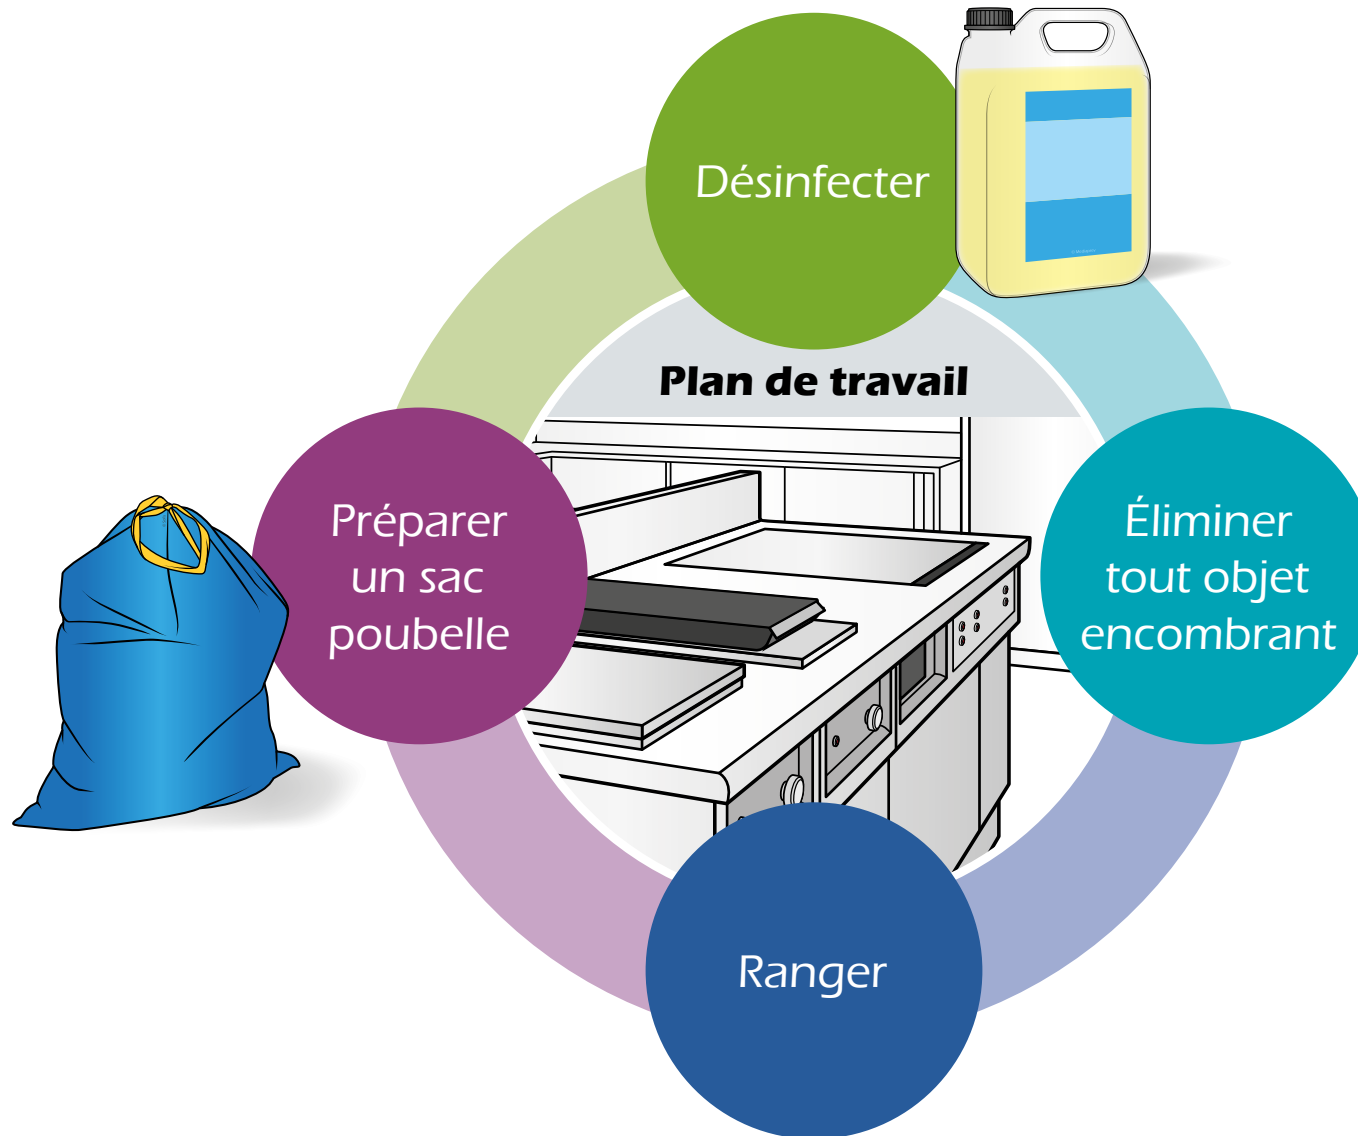 Désinfecter
Plan de travail
Préparer
un sac
poubelle
Éliminer
tout objet
encombrant
Ranger